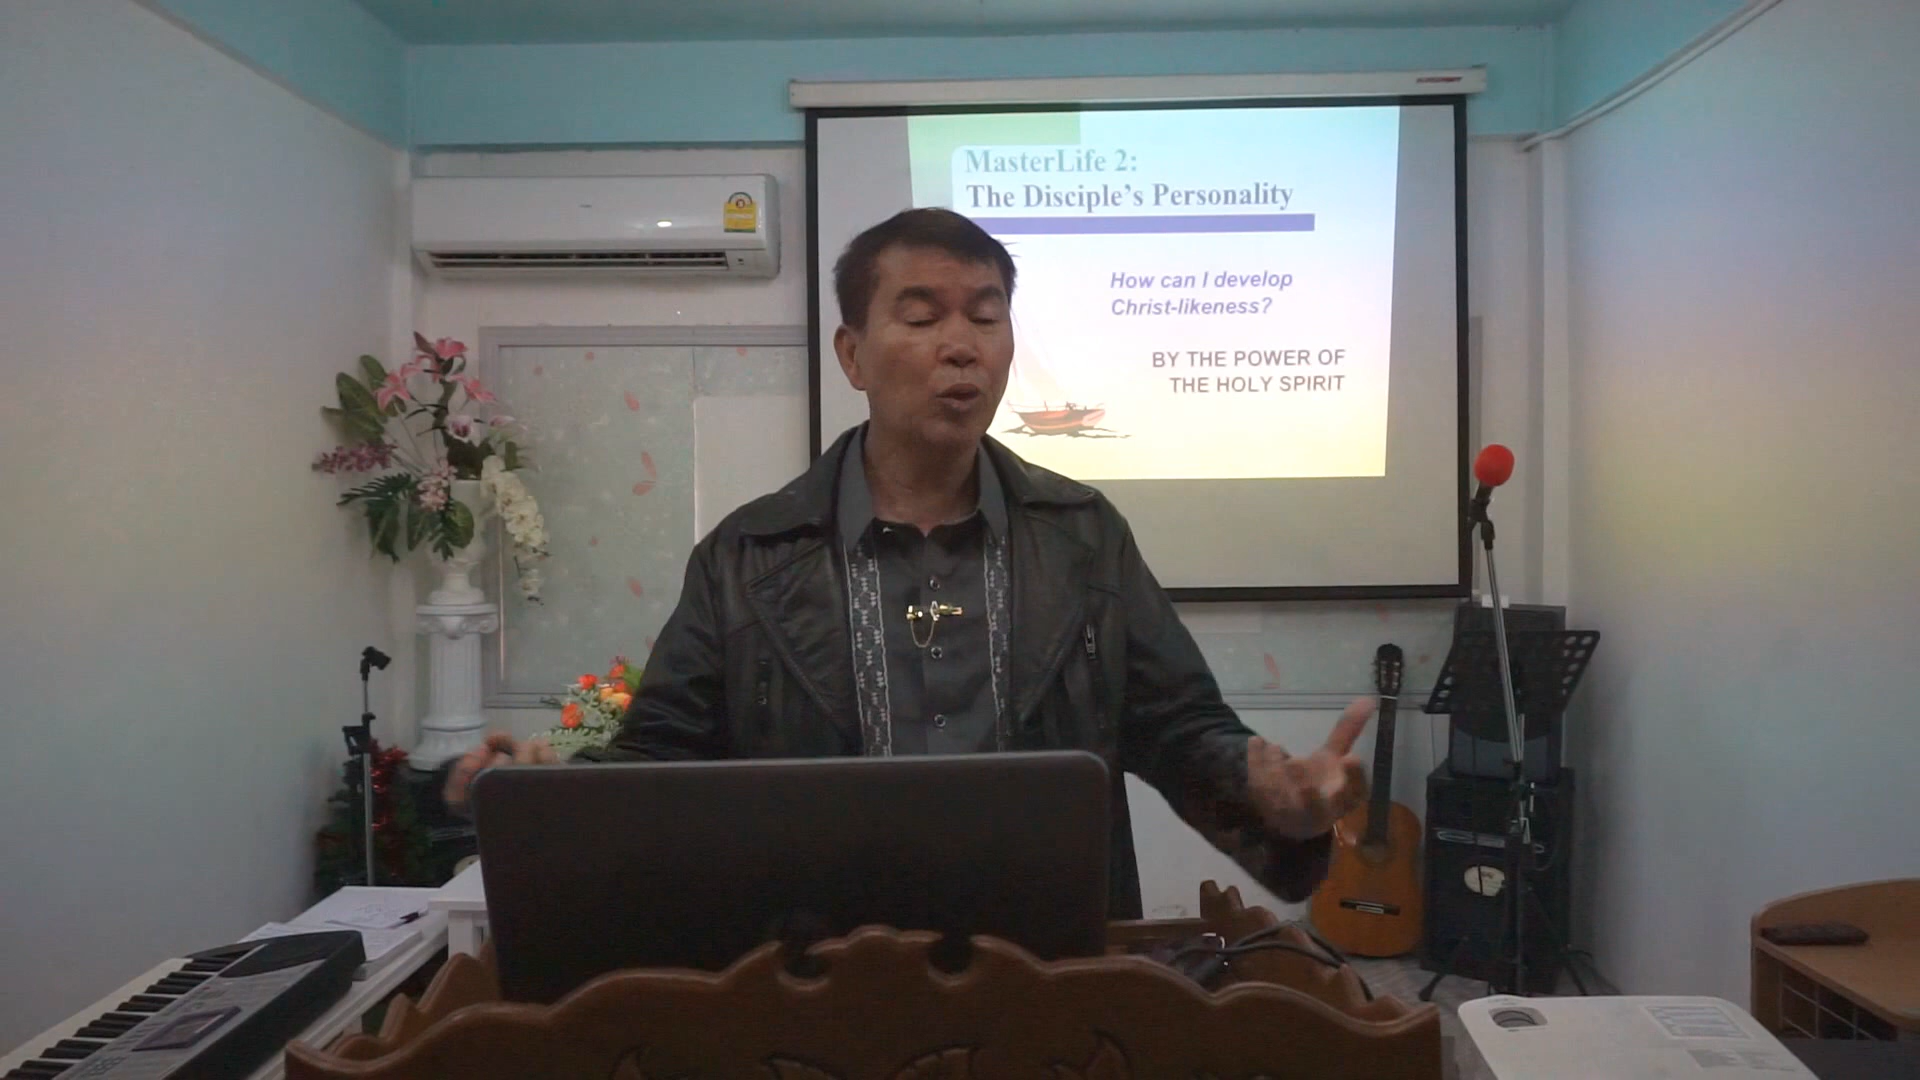 MasterLife 2:
The Disciple's Personality
How can I develop
Christ-likeness?
BY THE POWER OF
THE HOLY SPIRIT